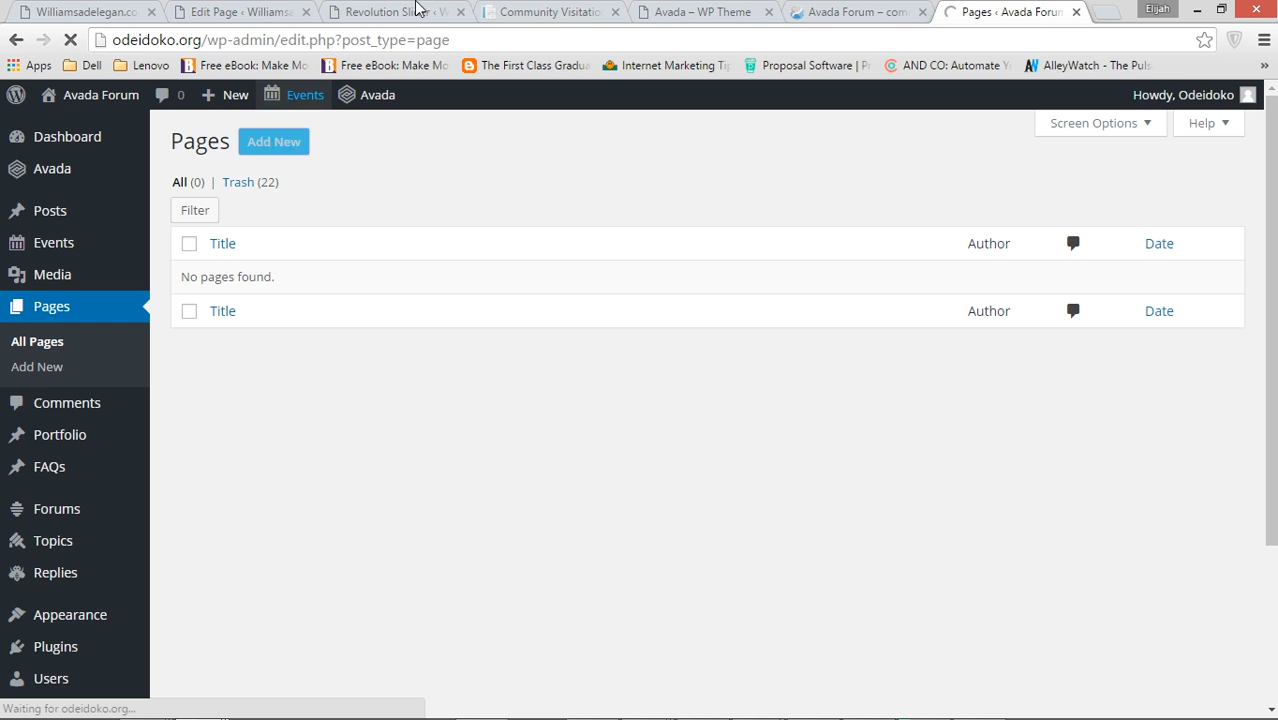 Williamsadelegan.co
Edit Page ‹ Williams
Revolution Slider ‹ W
Community Visitatio
Avada – WP Theme
Avada Forum – com
Pages ‹ Avada Forum
Elijah
odeidoko.org/wp-admin/edit.php?post_type=page
Apps
Dell
Lenovo
Free eBook: Make Mo
Free eBook: Make Mo
The First Class Gradua
Internet Marketing Tip
Proposal Software | P
AND CO: Automate Y
AlleyWatch - The Puls
»
Avada Forum
0
New
Events
Avada
Howdy, Odeidoko
Dashboard
Avada
Posts
Events
Media
Pages
All Pages
Add New
Comments
Portfolio
FAQs
Forums
Topics
Replies
Appearance
Plugins
Users
Pages
Add New
Screen Options
Help
All (0) | Trash (22)
Filter
Title
Author
Date
No pages found.
Title
Author
Date
Waiting for odeidoko.org...